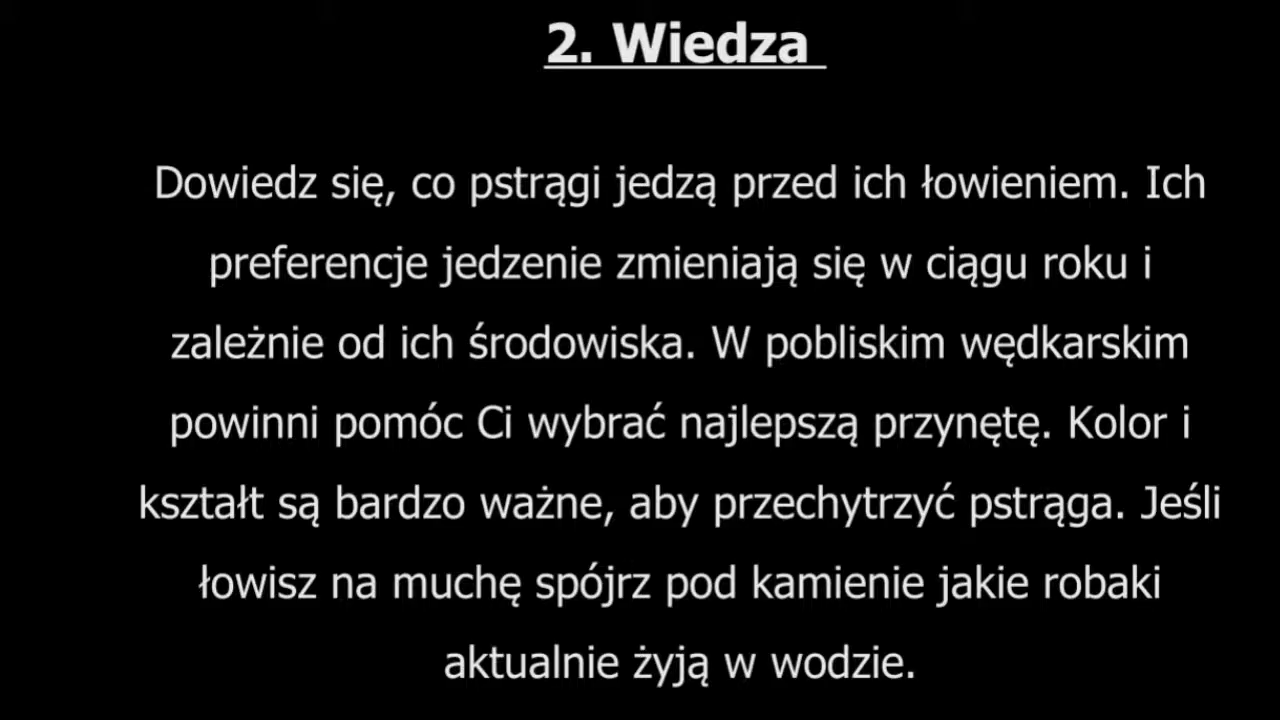 2. Wiedza
Dowiedz się, co pstrągi jedzą przed ich łowieniem. Ich
preferencje jedzenie zmieniają się w ciągu roku i
zależnie od ich środowiska. W pobliskim wędkarskim
powinni pomóc Ci wybrać najlepszą przynętę. Kolor i
kształt są bardzo ważne, aby przechytrzyć pstrąga. Jeśli
łowisz na muchę spójrz pod kamienie jakie robaki
aktualnie żyją w wodzie.